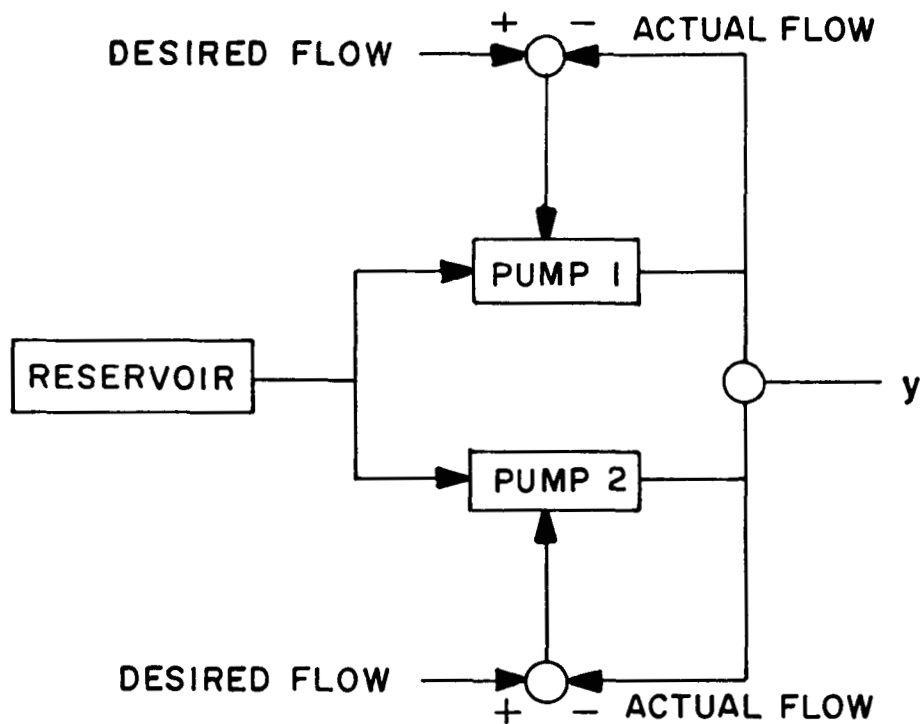 + - ACTUAL FLOW
DESIRED FLOW
PUMP 1
RESERVOIR
y
PUMP 2
DESIRED FLOW
+ - ACTUAL FLOW